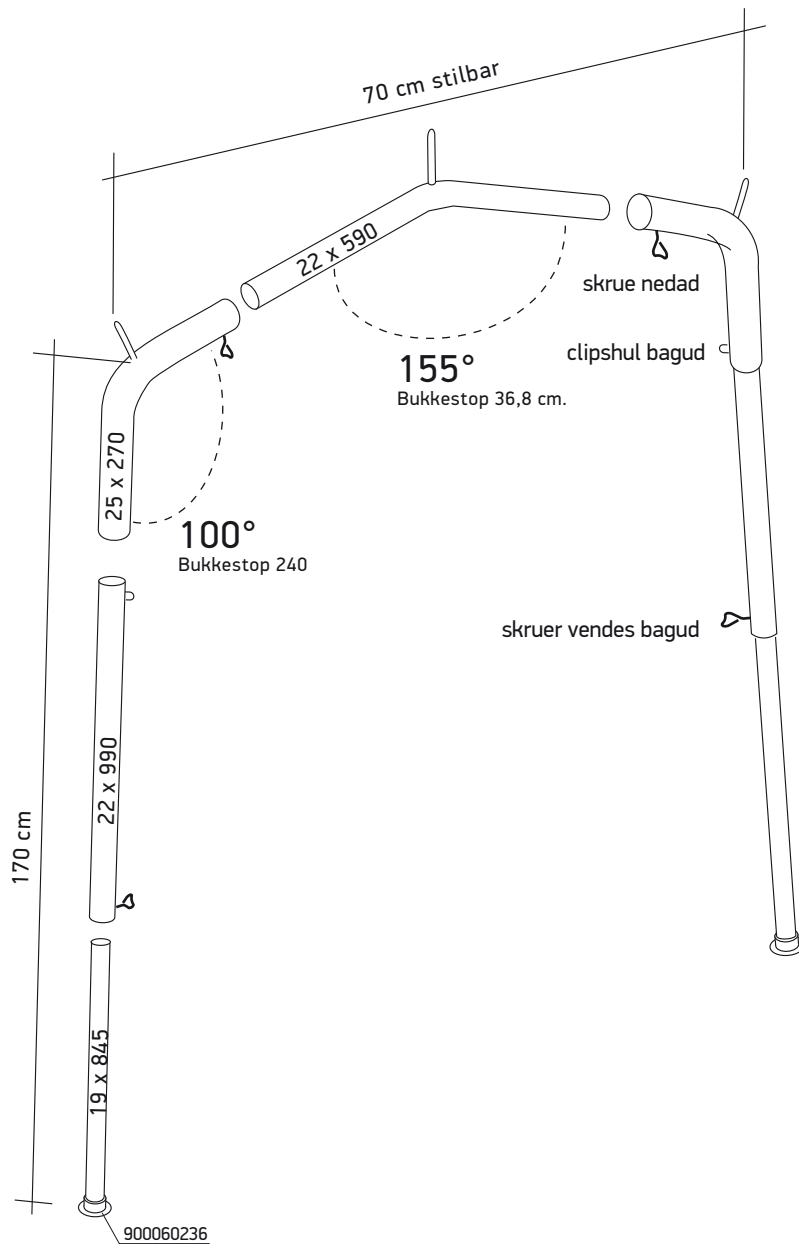 70 cm stilbar
22 x 590
skrue nedad
clipshul bagud
155°
Bukkestop 36,8 cm.
25 x 270
100°
Bukkestop 240
skruer vendes bagud
22 x 990
170 cm
19 x 845
900060236